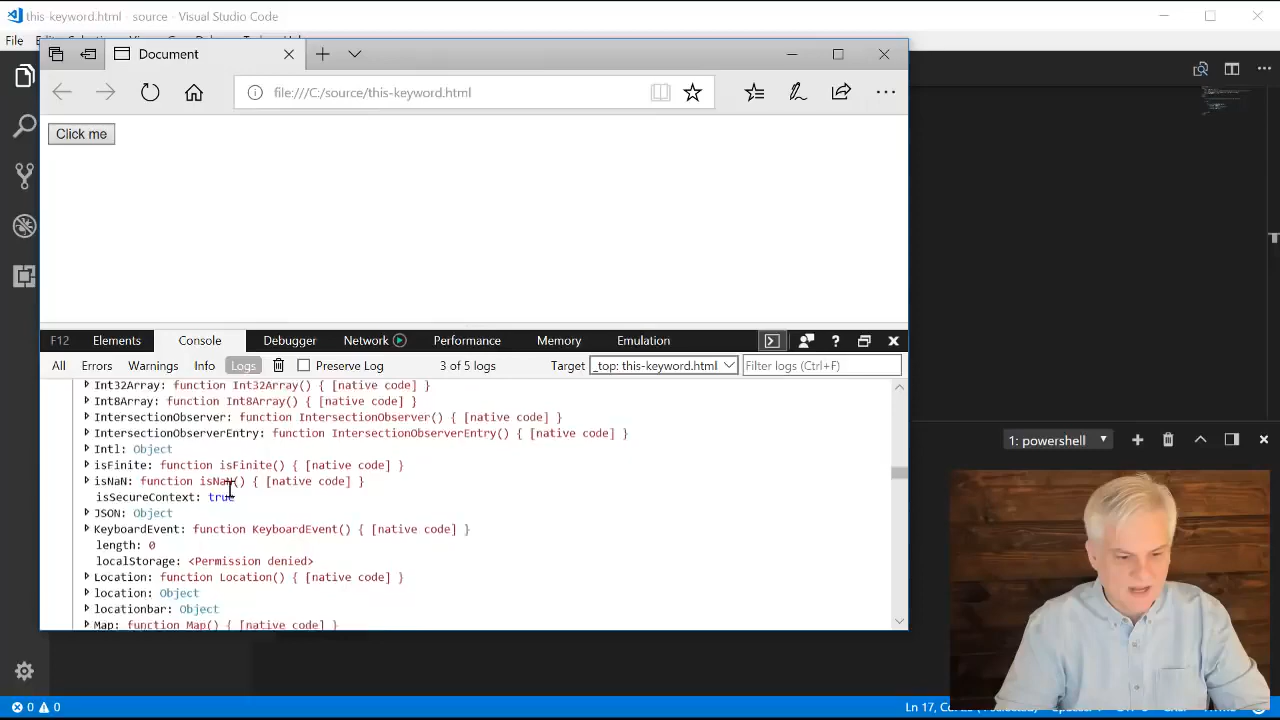 this-keyword.html - source - Visual Studio Code
File
Document
file:///C:/source/this-keyword.html
Click me
F12 Elements Console Debugger Network Performance Memory Emulation
All Errors Warnings Info Logs Preserve Log 3 of 5 logs Target _top: this-keyword.html Filter logs (Ctrl+F)
Int32Array: function Int32Array() { [native code] }
Int8Array: function Int8Array() { [native code] }
IntersectionObserver: function IntersectionObserver() { [native code] }
IntersectionObserverEntry: function IntersectionObserverEntry() { [native code] }
Intl: Object
isFinite: function isFinite() { [native code] }
isNaN: function isNaN() { [native code] }
isSecureContext: true
JSON: Object
KeyboardEvent: function KeyboardEvent() { [native code] }
length: 0
localStorage: <Permission denied>
Location: function Location() { [native code] }
location: Object
locationbar: Object
Map: function Map() { [native code] }
1: powershell
0 0
Ln 17,